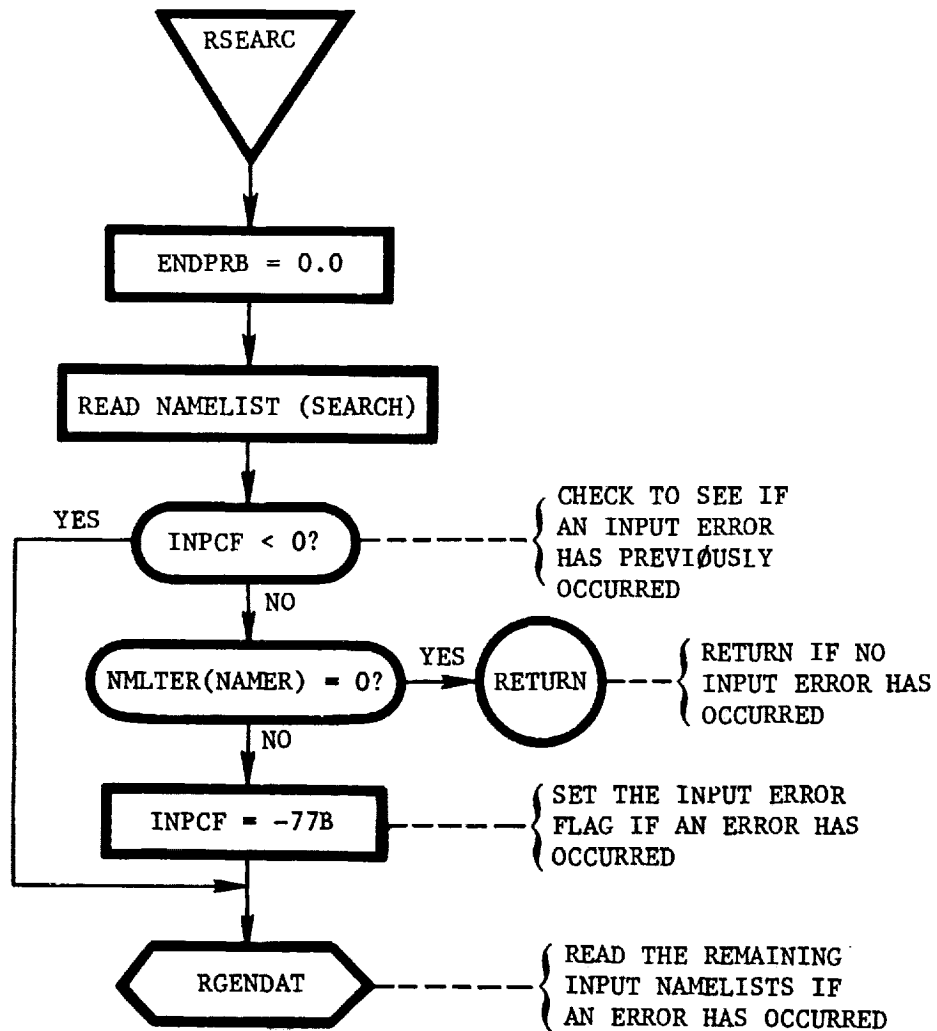 RSEARC
ENDPRB = 0.0
READ NAMELIST (SEARCH)
YES
INPCF < 0?
CHECK TO SEE IF
AN INPUT ERROR
HAS PREVIØUSLY
OCCURRED
NO
NMLTER(NAMER) = 0?
YES
RETURN
RETURN IF NO
INPUT ERROR HAS
OCCURRED
NO
INPCF = -77B
SET THE INPUT ERROR
FLAG IF AN ERROR HAS
OCCURRED
RGENDAT
READ THE REMAINING
INPUT NAMELISTS IF
AN ERROR HAS OCCURRED